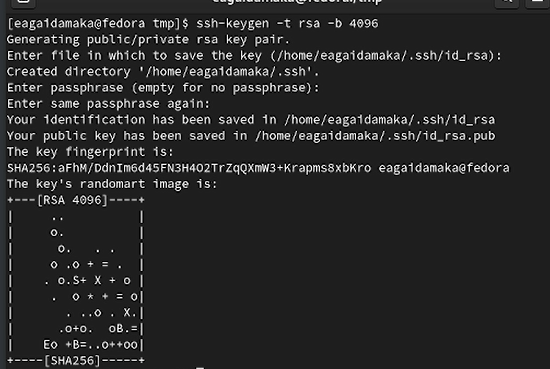 eagaidamaka@fedora:/tmp
[eagaidamaka@fedora tmp]$ ssh-keygen -t rsa -b 4096
Generating public/private rsa key pair.
Enter file in which to save the key (/home/eagaidamaka/.ssh/id_rsa):
Created directory '/home/eagaidamaka/.ssh'.
Enter passphrase (empty for no passphrase):
Enter same passphrase again:
Your identification has been saved in /home/eagaidamaka/.ssh/id_rsa
Your public key has been saved in /home/eagaidamaka/.ssh/id_rsa.pub
The key fingerprint is:
SHA256:aFhM/DdnIm6d45FN3H4O2TrZqQXmW3+Krapms8xbKro eagaidamaka@fedora
The key's randomart image is:
+---[RSA 4096]----+
|     ..          |
|     o.          |
|      o.   . .   |
|     o .o + = .  |
|    . o.S+ X + o |
|     .  o * + = o|
|       . ..o . X.|
|      .o+o.  oB.=|
|    Eo +B=..o++oo|
+----[SHA256]-----+